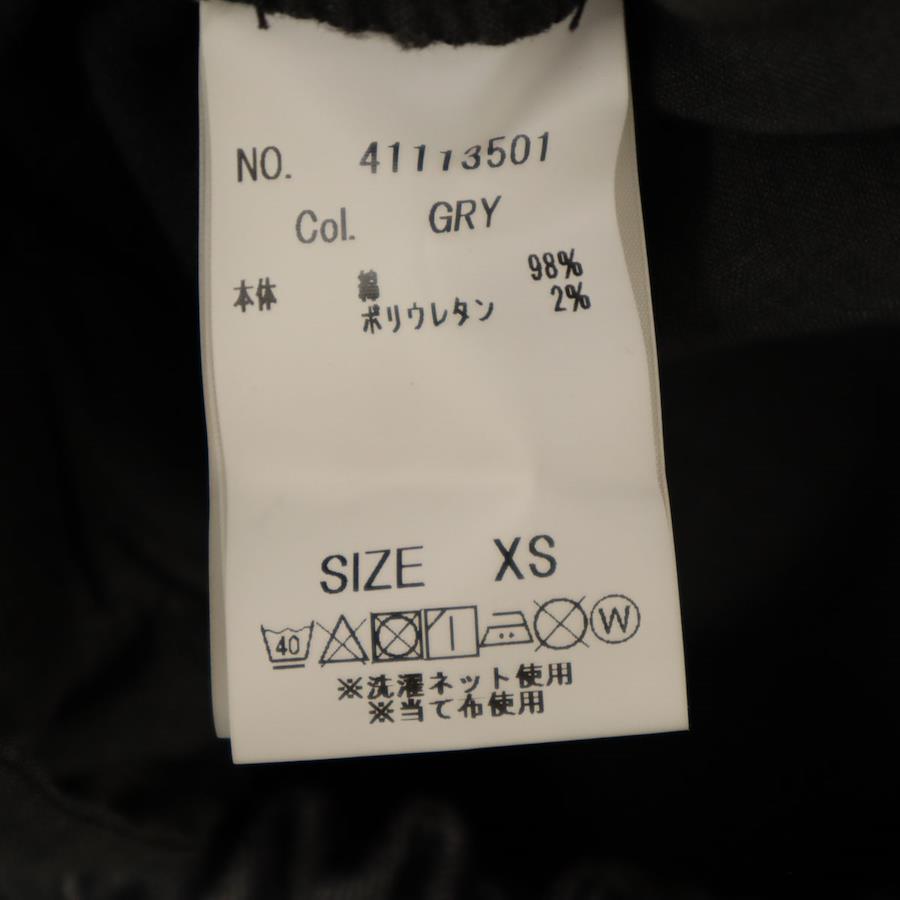 NO. 41113501
Col. GRY
本体 綿 98%
ポリウレタン 2%
SIZE XS
40 W
※洗濯ネット使用
※当て布使用